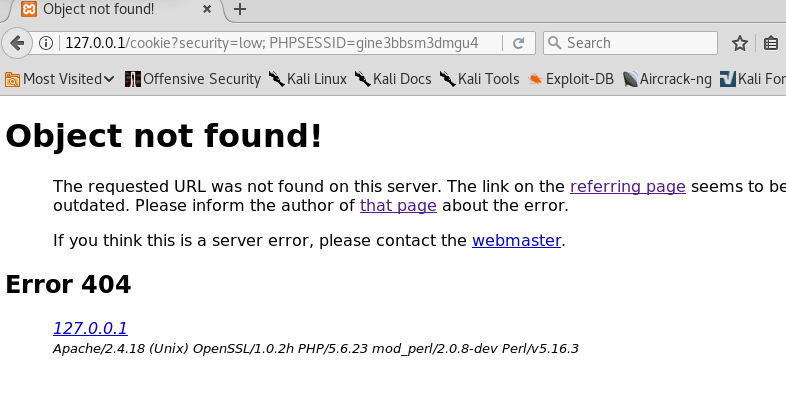 Object not found!
127.0.0.1/cookie?security=low; PHPSESSID=gine3bbsm3dmgu4
Search
Most Visited Offensive Security Kali Linux Kali Docs Kali Tools Exploit-DB Aircrack-ng Kali For
Object not found!
The requested URL was not found on this server. The link on the referring page seems to be
outdated. Please inform the author of that page about the error.
If you think this is a server error, please contact the webmaster.
Error 404
127.0.0.1
Apache/2.4.18 (Unix) OpenSSL/1.0.2h PHP/5.6.23 mod_perl/2.0.8-dev Perl/v5.16.3